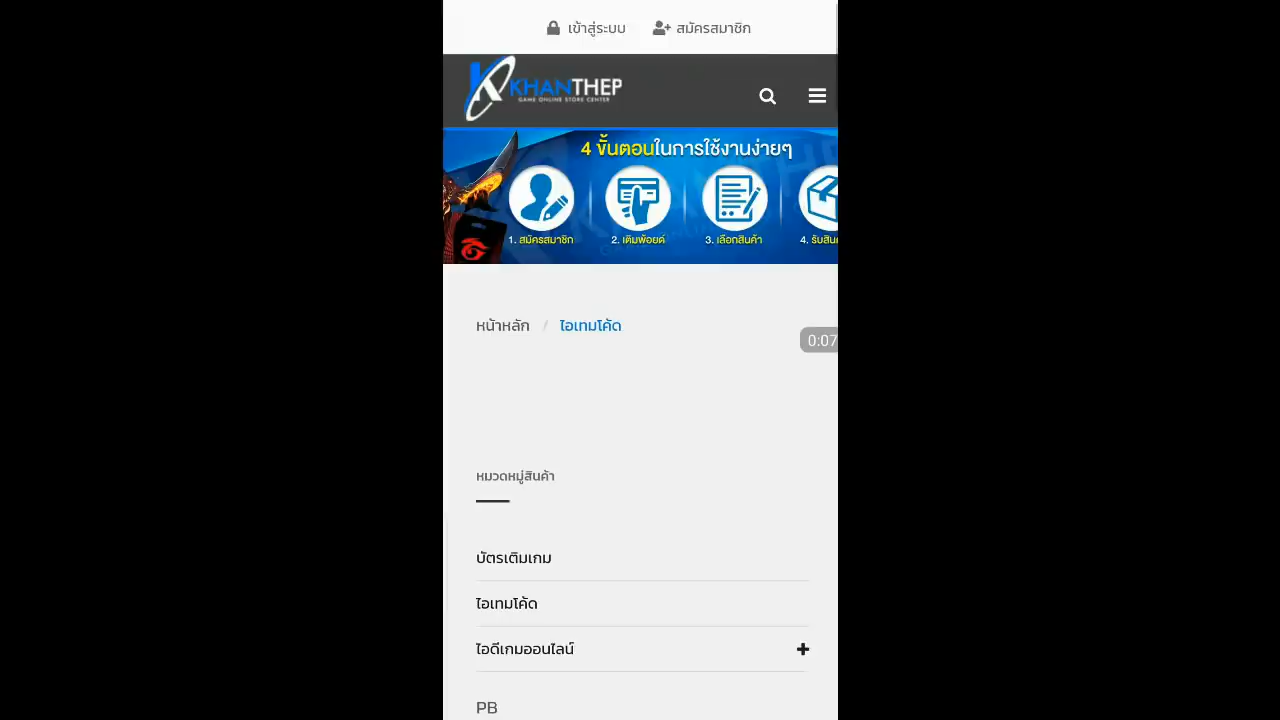 เข้าสู่ระบบ สมัครสมาชิก
KHANTHEP
GAME ONLINE STORE CENTER
4 ขั้นตอนในการใช้งานง่ายๆ
1. สมัครสมาชิก 2. เติมพ้อยด์ 3. เลือกสินค้า 4. รับสิน
หน้าหลัก / ไอเทมโค้ด
0:07
หมวดหมู่สินค้า
บัตรเติมเกม
ไอเทมโค้ด
ไอดีเกมออนไลน์
PB